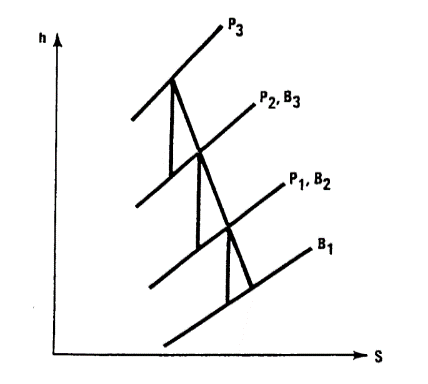 h
P3
P2, B3
P1, B2
B1
S